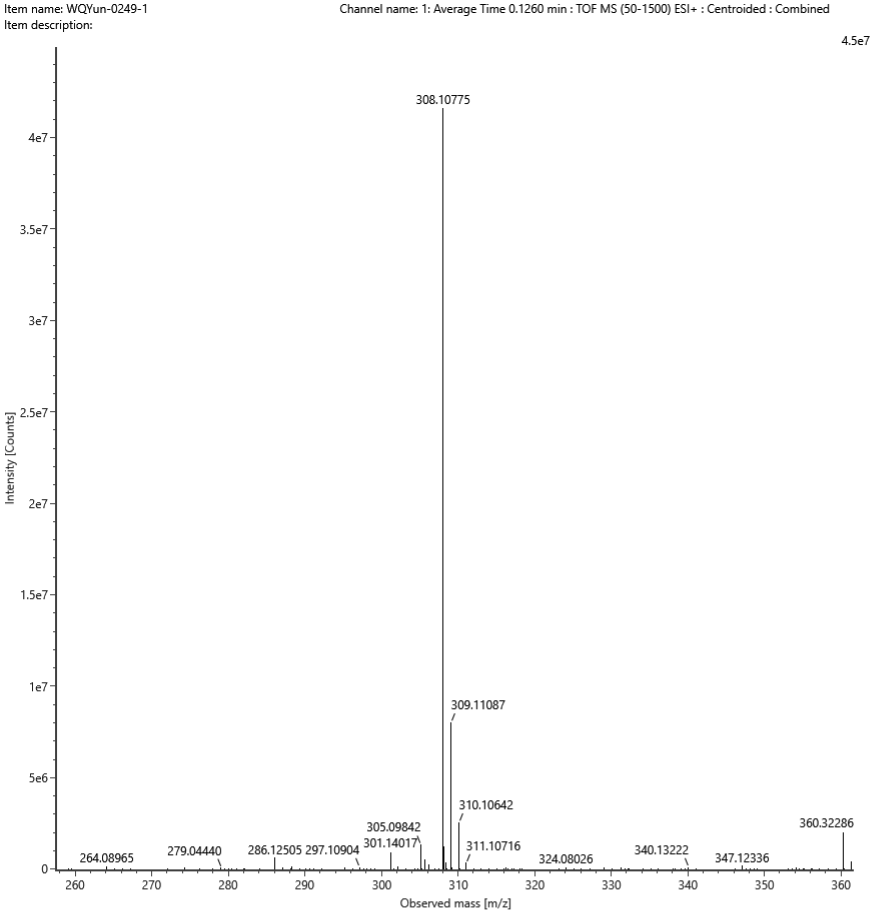 Item name: WQYun-0249-1
Channel name: 1: Average Time 0.1260 min : TOF MS (50-1500) ESI+ : Centroided : Combined
Item description:
4.5e7
308.10775
4e7
3.5e7
3e7
2.5e7
Intensity [Counts]
2e7
1.5e7
1e7
309.11087
5e6
310.10642
305.09842
360.32286
301.14017
311.10716
279.04440
286.12505
297.10904
340.13222
264.08965
324.08026
347.12336
0
260
270
280
290
300
310
320
330
340
350
360
Observed mass [m/z]